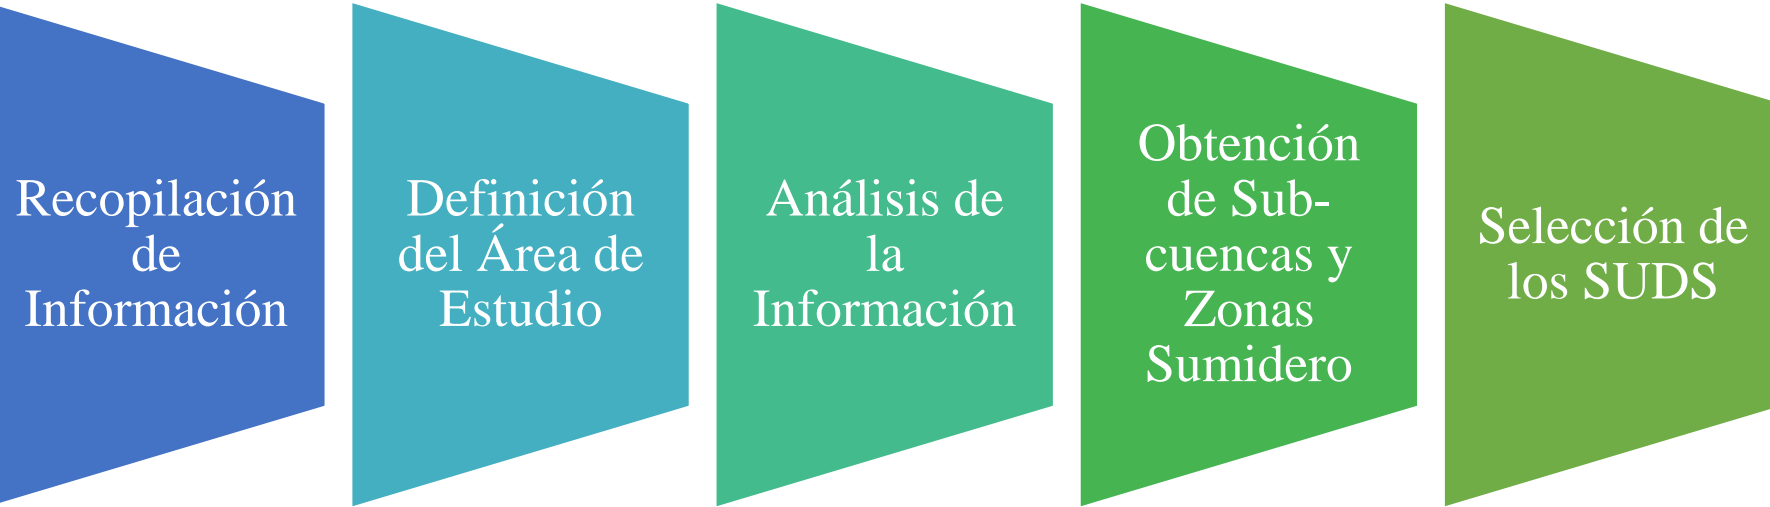 Recopilación
de
Información
Definición
del Área de
Estudio
Análisis de
la
Información
Obtención
de Sub-
cuencas y
Zonas
Sumidero
Selección de
los SUDS